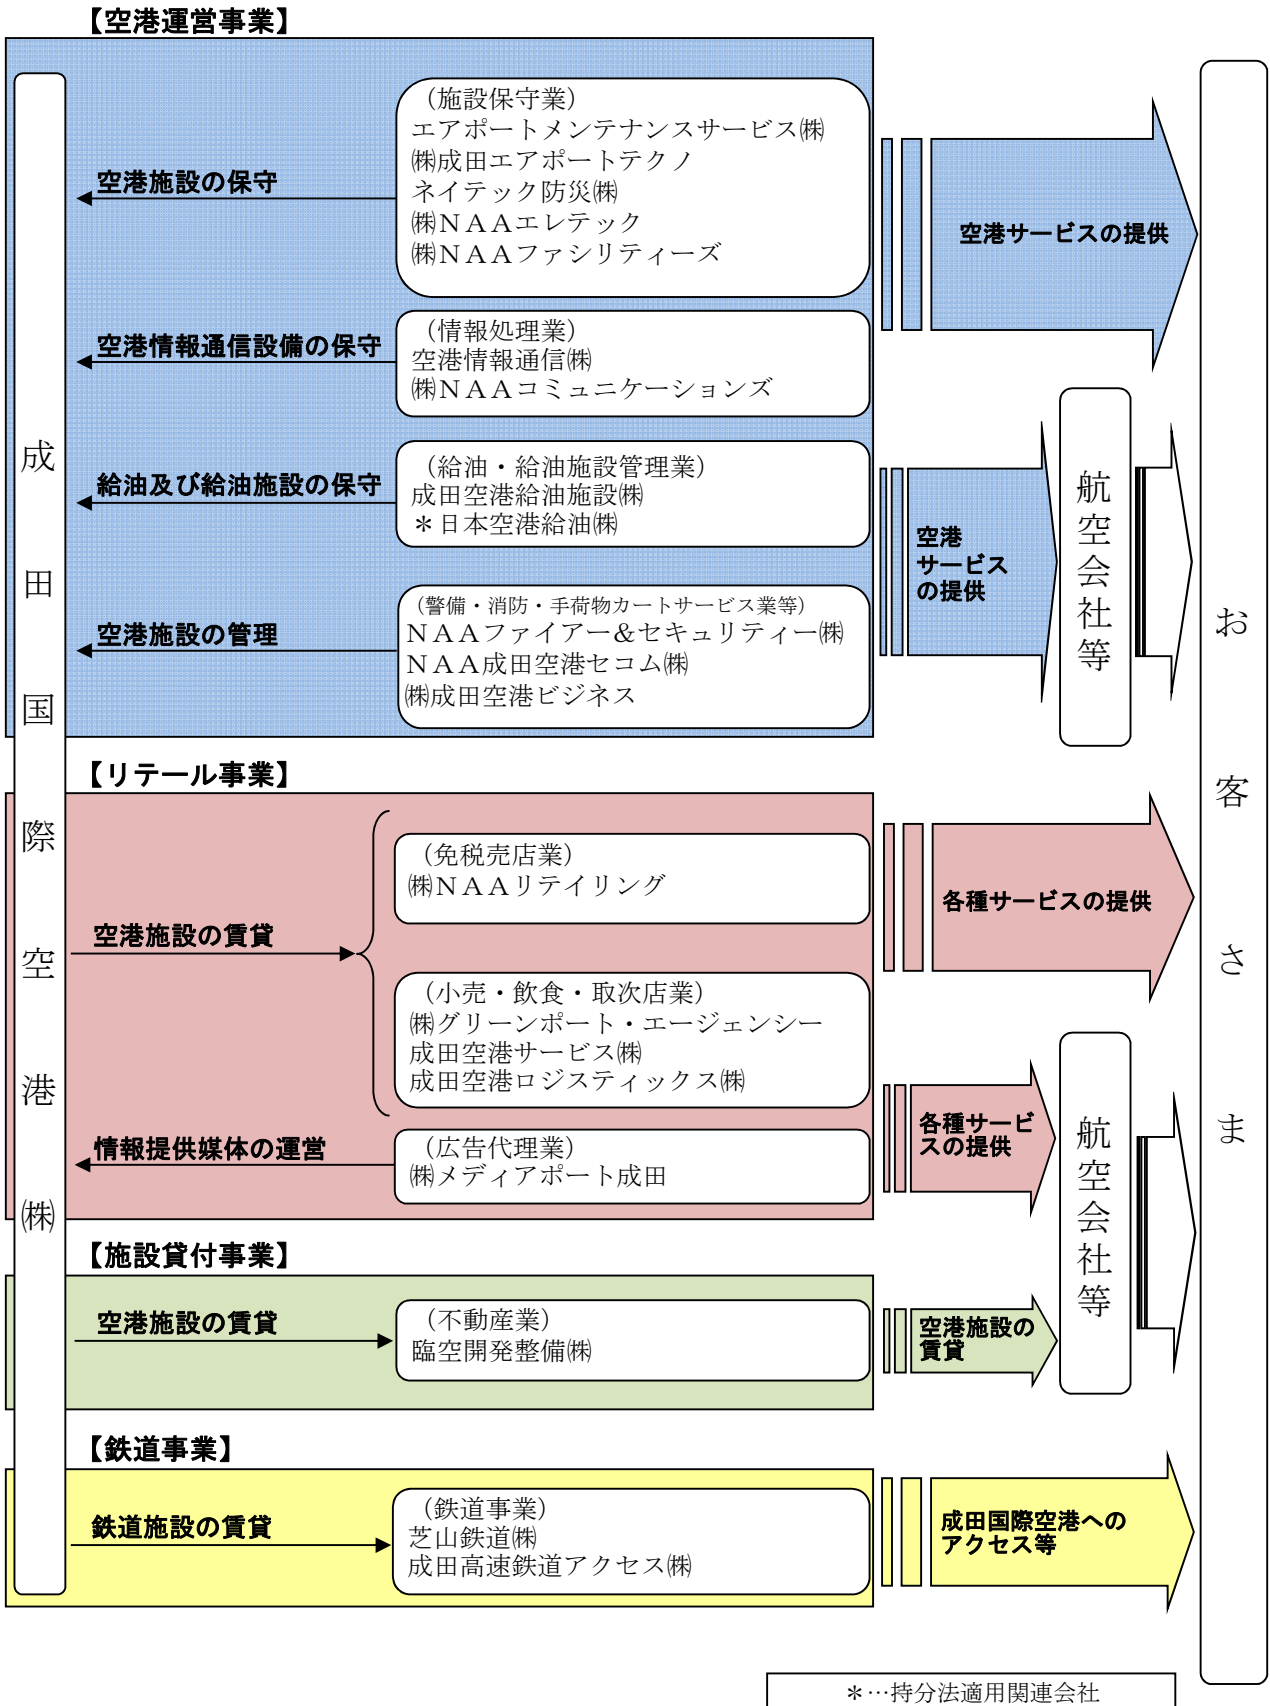 【空港運営事業】
成田国際空港㈱
空港施設の保守
（施設保守業）
エアポートメンテナンスサービス㈱
㈱成田エアポートテクノ
ネイテック防災㈱
㈱ＮＡＡエレテック
㈱ＮＡＡファシリティーズ
空港サービスの提供
空港情報通信設備の保守
（情報処理業）
空港情報通信㈱
㈱ＮＡＡコミュニケーションズ
給油及び給油施設の保守
（給油・給油施設管理業）
成田空港給油施設㈱
＊日本空港給油㈱
空港施設の管理
（警備・消防・手荷物カートサービス業等）
ＮＡＡファイアー＆セキュリティー㈱
ＮＡＡ成田空港セコム㈱
㈱成田空港ビジネス
空港
サービス
の提供
航空会社等
お客さま
【リテール事業】
空港施設の賃貸
（免税売店業）
㈱ＮＡＡリテイリング
（小売・飲食・取次店業）
㈱グリーンポート・エージェンシー
成田空港サービス㈱
成田空港ロジスティックス㈱
各種サービスの提供
情報提供媒体の運営
（広告代理業）
㈱メディアポート成田
各種サービ
スの提供
航空会社等
【施設貸付事業】
空港施設の賃貸
（不動産業）
臨空開発整備㈱
空港施設の
賃貸
【鉄道事業】
鉄道施設の賃貸
（鉄道事業）
芝山鉄道㈱
成田高速鉄道アクセス㈱
成田国際空港への
アクセス等
＊…持分法適用関連会社